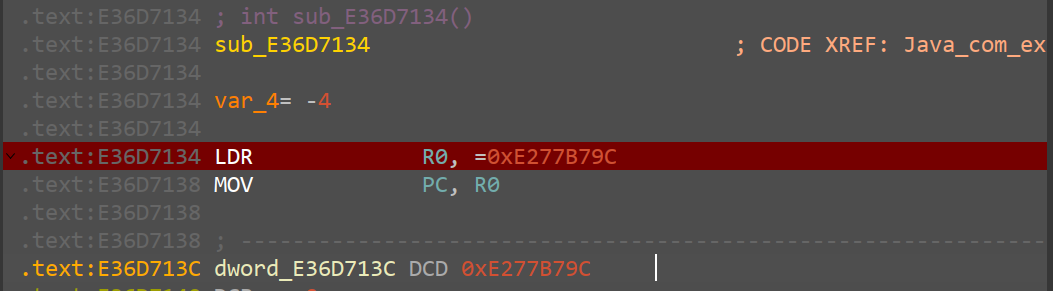 .text:E36D7134 ; int sub_E36D7134()
.text:E36D7134 sub_E36D7134 ; CODE XREF: Java_com_ex
.text:E36D7134
.text:E36D7134 var_4= -4
.text:E36D7134
.text:E36D7134 LDR R0, =0xE277B79C
.text:E36D7138 MOV PC, R0
.text:E36D7138
.text:E36D7138 ; ---------------------------------------------------------------------------
.text:E36D713C dword_E36D713C DCD 0xE277B79C